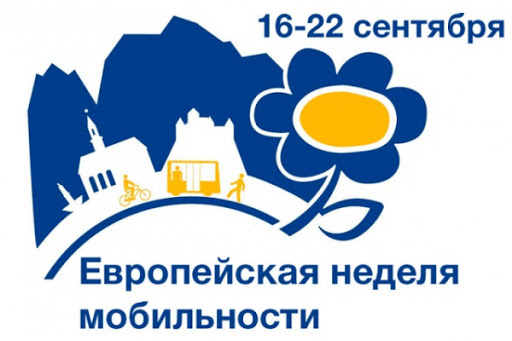 16-22 сентября
Европейская неделя
мобильности